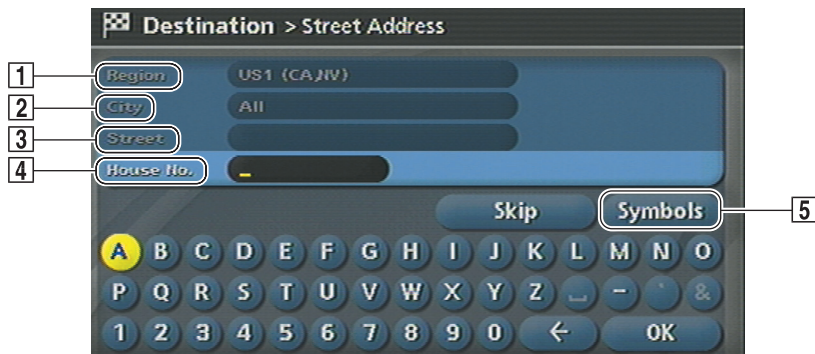 Destination > Street Address
1 Region US1 (CA,NV)
2 City All
3 Street
4 House No. _
Skip Symbols 5
A B C D E F G H I J K L M N O
P Q R S T U V W X Y Z ␣ - ` &
1 2 3 4 5 6 7 8 9 0 ← OK